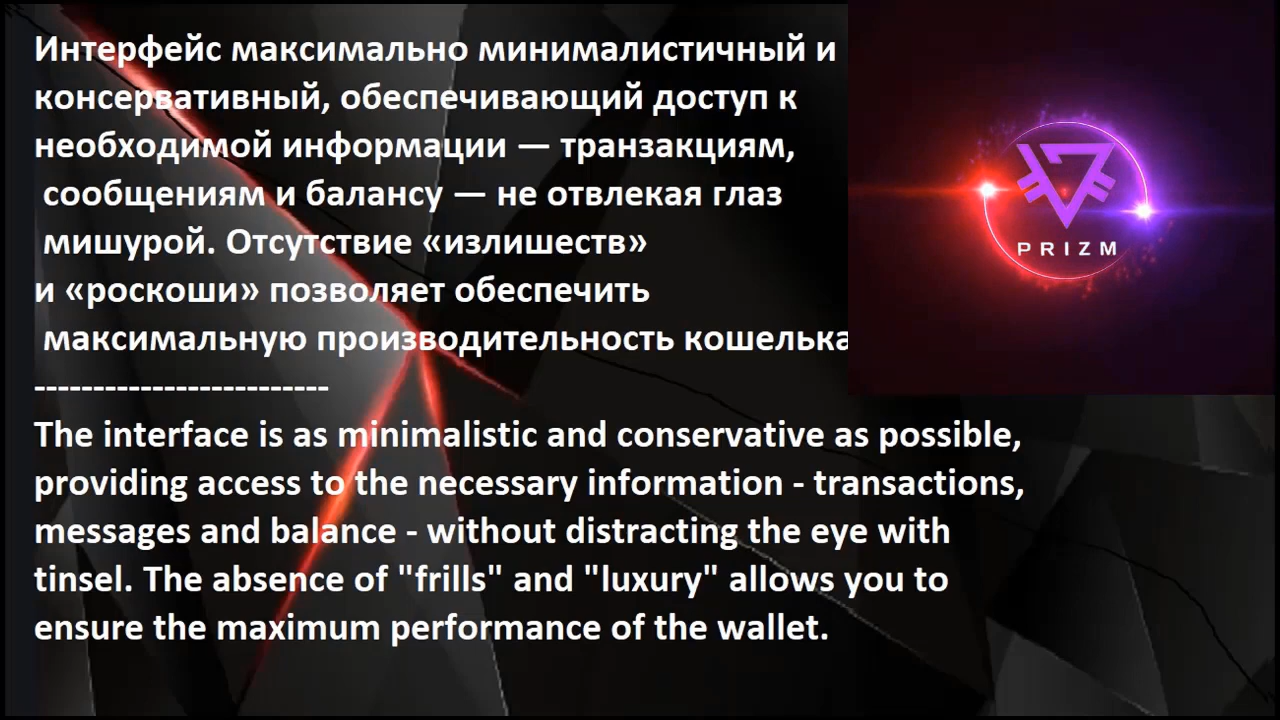 Интерфейс максимально минималистичный и
консервативный, обеспечивающий доступ к
необходимой информации — транзакциям,
сообщениям и балансу — не отвлекая глаз
мишурой. Отсутствие «излишеств»
и «роскоши» позволяет обеспечить
максимальную производительность кошелька
-------------------------
The interface is as minimalistic and conservative as possible,
providing access to the necessary information - transactions,
messages and balance - without distracting the eye with
tinsel. The absence of "frills" and "luxury" allows you to
ensure the maximum performance of the wallet.
PRIZM